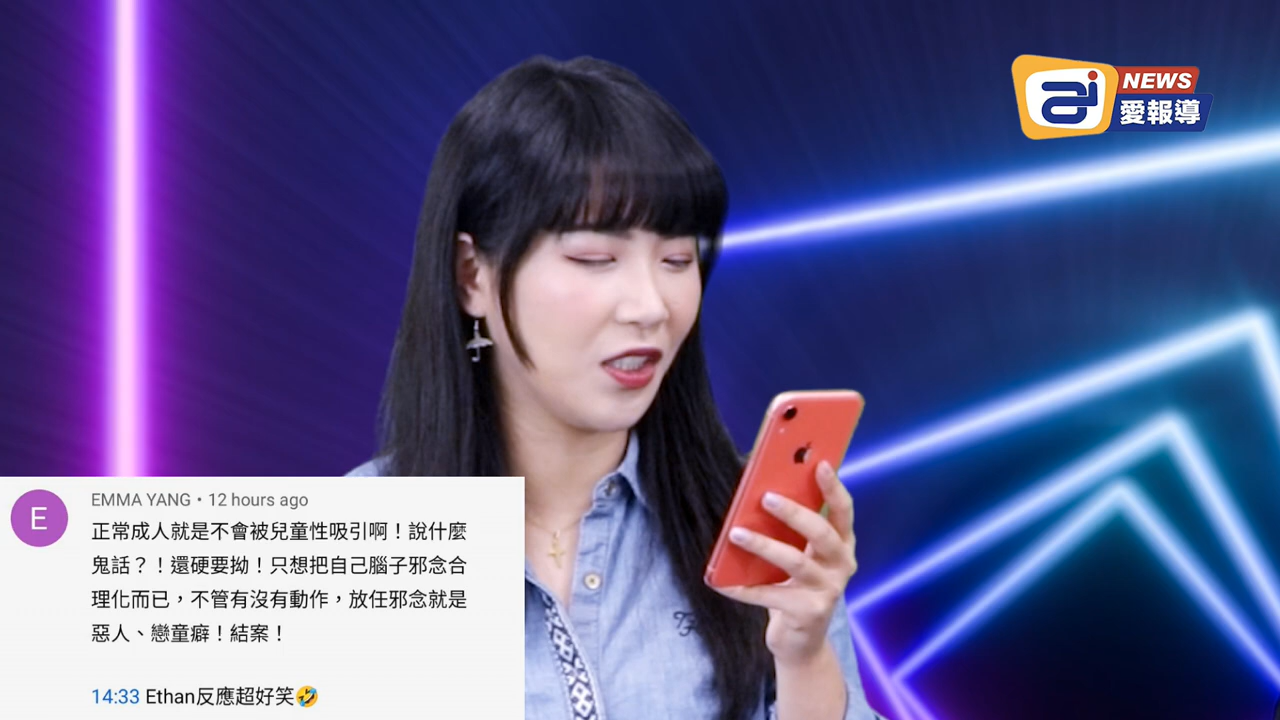 NEWS
愛報導
E
EMMA YANG • 12 hours ago
正常成人就是不會被兒童性吸引啊！說什麼
鬼話？！還硬要拗！只想把自己腦子邪念合
理化而已，不管有沒有動作，放任邪念就是
惡人、戀童癖！結案！
14:33 Ethan反應超好笑🤣